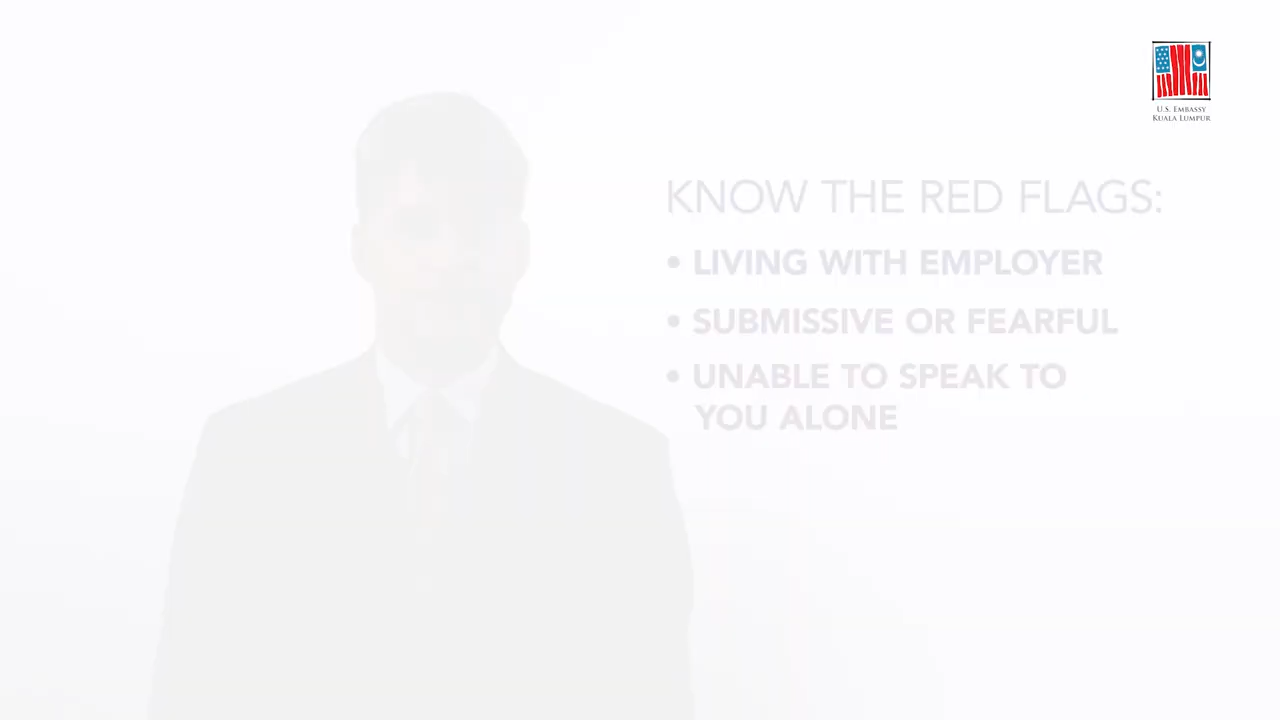 U.S. EMBASSY
KUALA LUMPUR
KNOW THE RED FLAGS:
• LIVING WITH EMPLOYER
• SUBMISSIVE OR FEARFUL
• UNABLE TO SPEAK TO
YOU ALONE